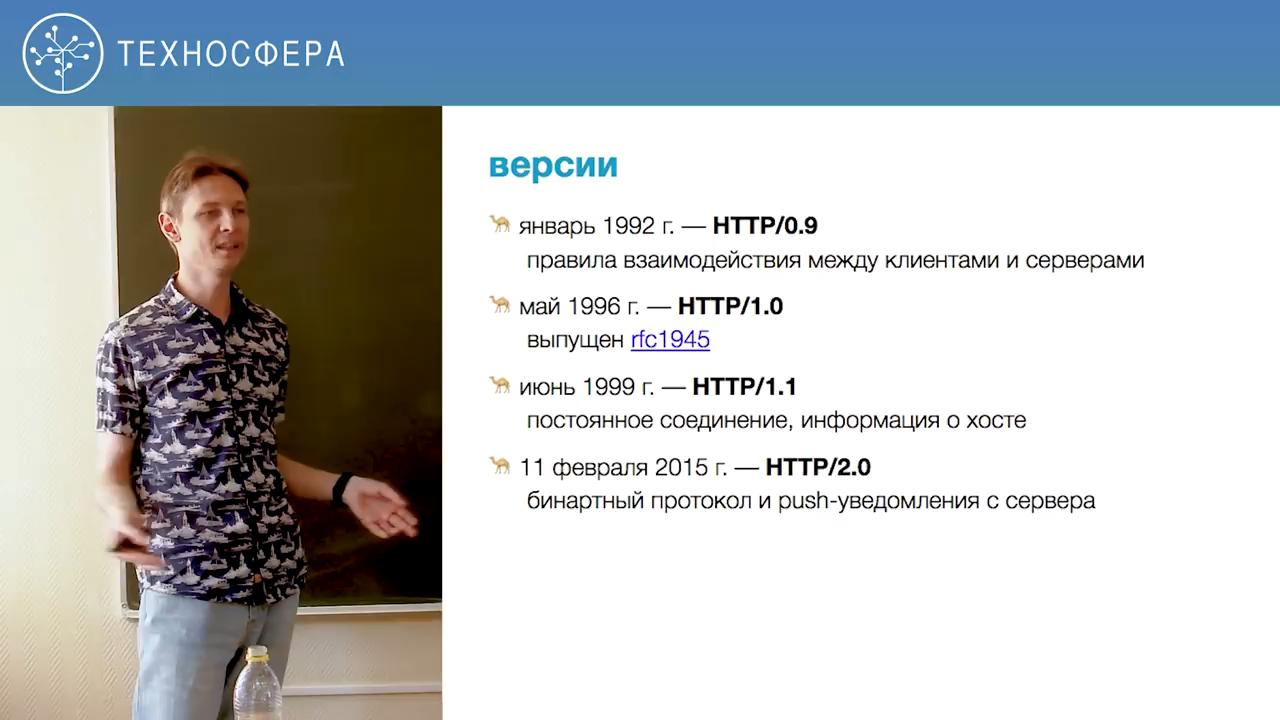 ТЕХНОСФЕРА
версии
январь 1992 г. — HTTP/0.9
правила взаимодействия между клиентами и серверами
май 1996 г. — HTTP/1.0
выпущен rfc1945
июнь 1999 г. — HTTP/1.1
постоянное соединение, информация о хосте
11 февраля 2015 г. — HTTP/2.0
бинартный протокол и push-уведомления с сервера